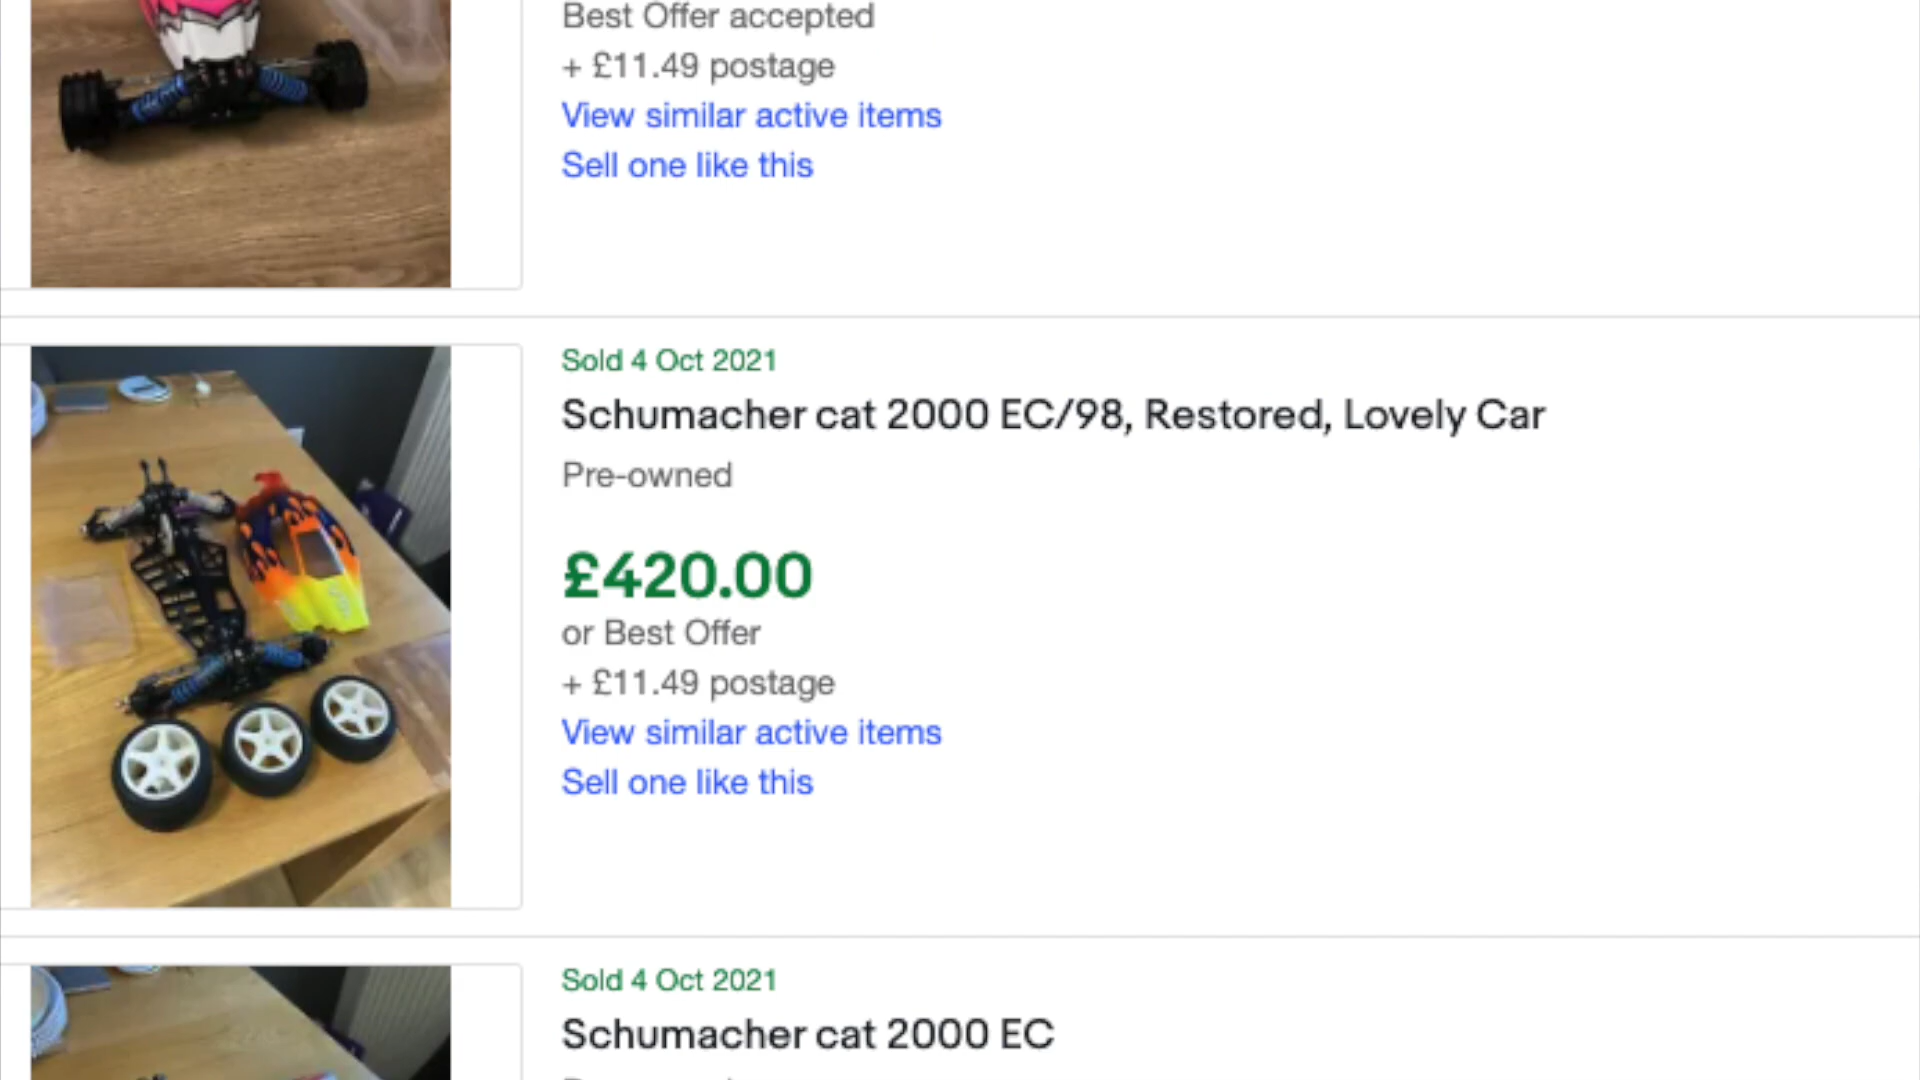 Best Offer accepted
+ £11.49 postage
View similar active items
Sell one like this
Sold 4 Oct 2021
Schumacher cat 2000 EC/98, Restored, Lovely Car
Pre-owned
£420.00
or Best Offer
+ £11.49 postage
View similar active items
Sell one like this
Sold 4 Oct 2021
Schumacher cat 2000 EC